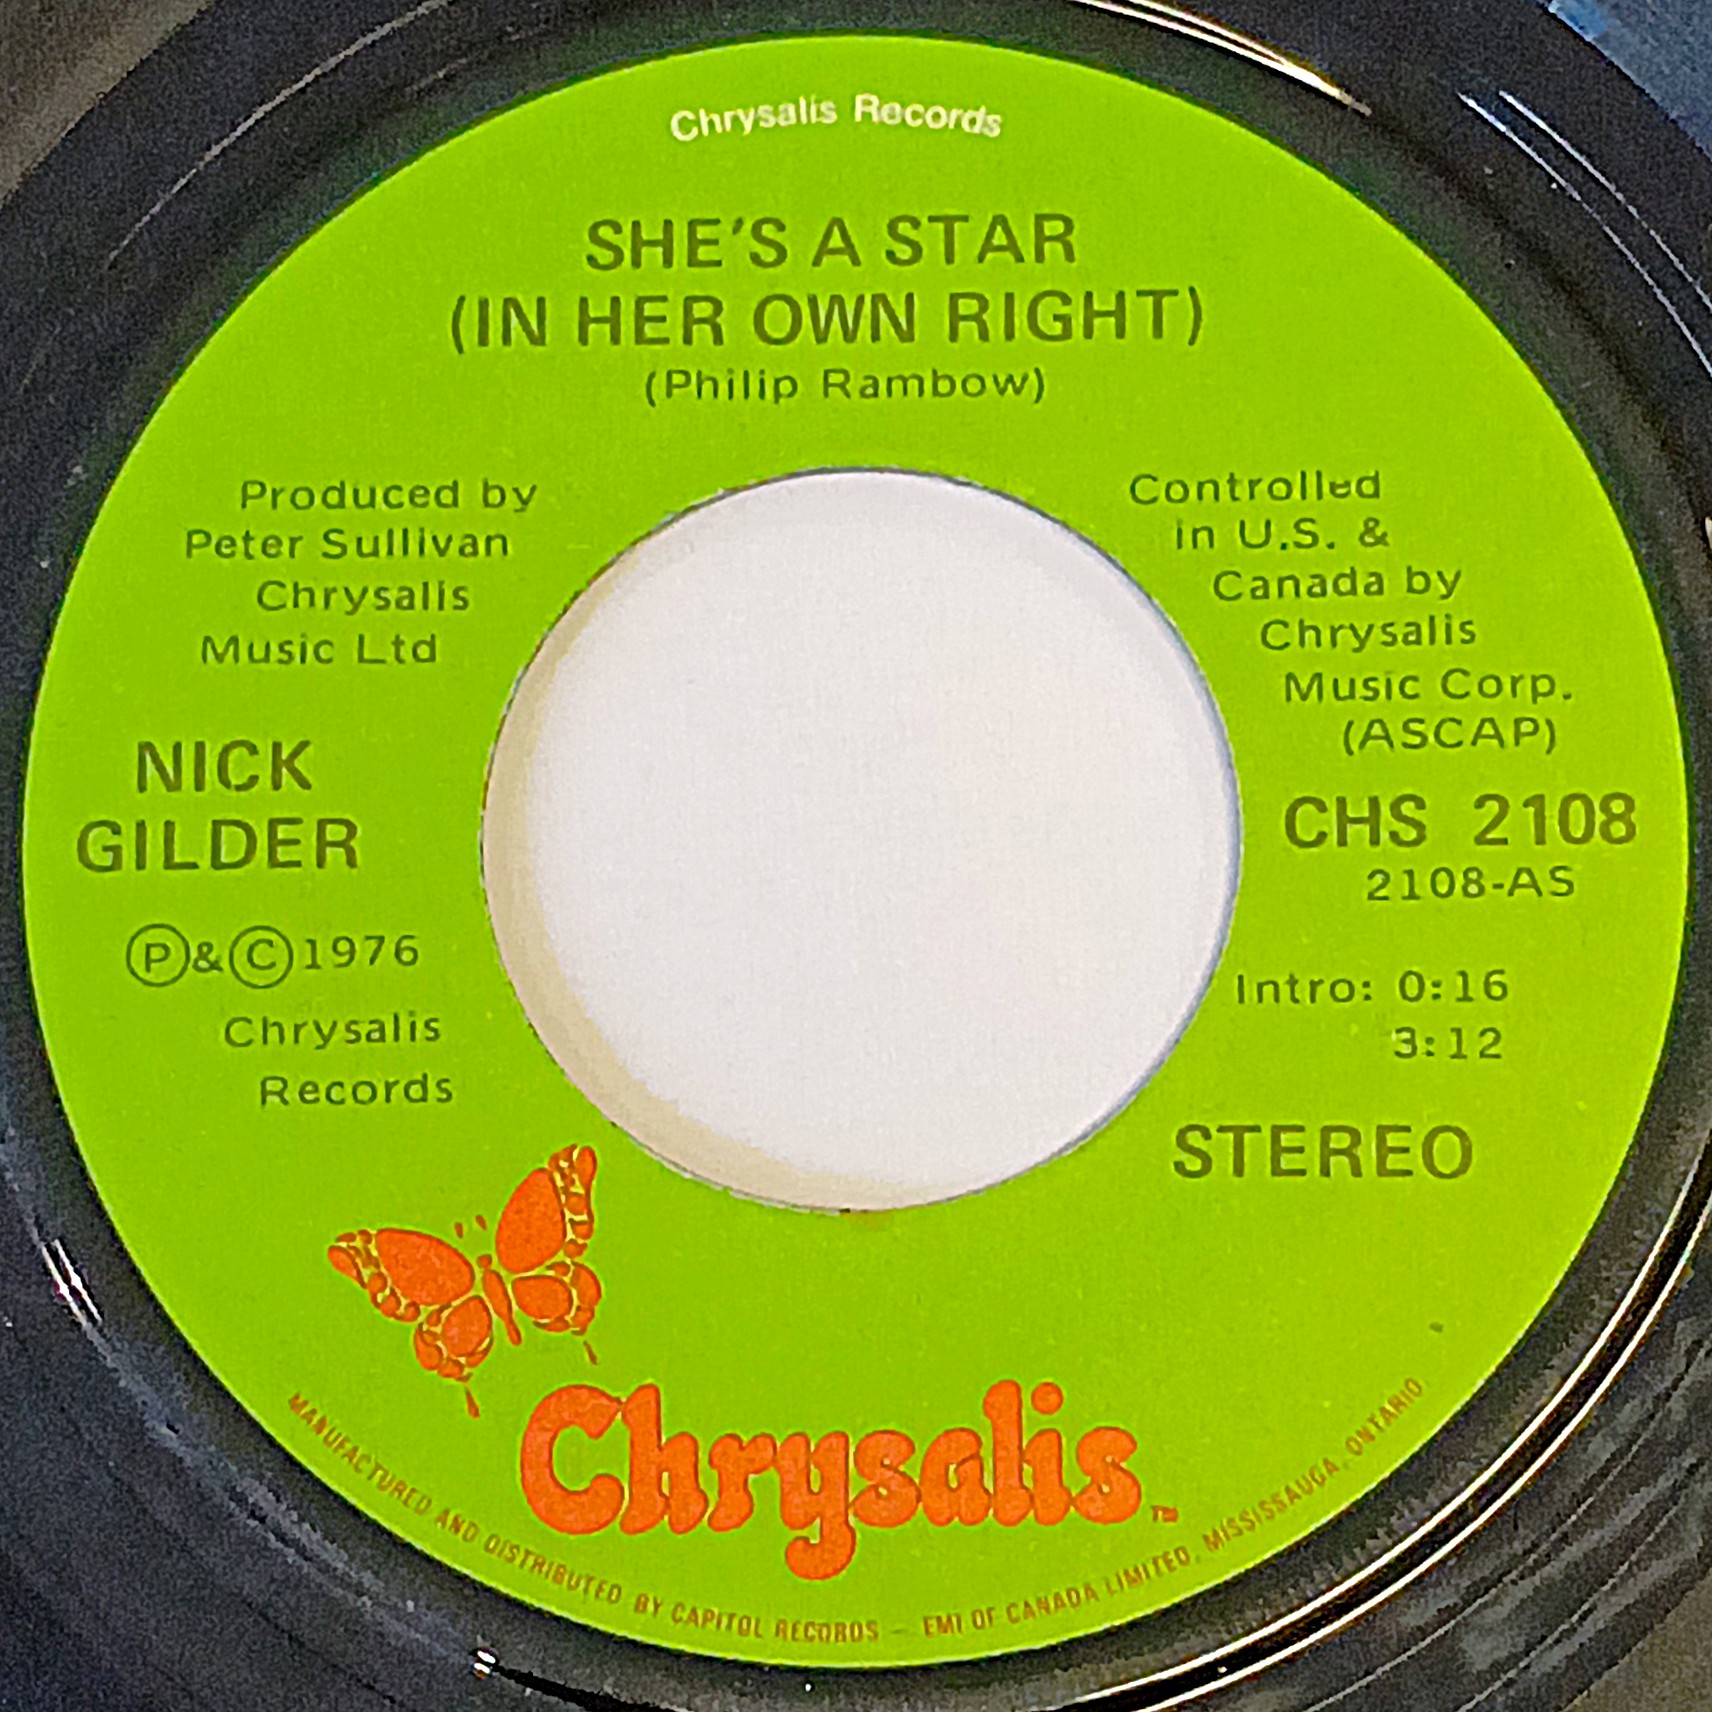 Chrysalis Records
SHE'S A STAR
(IN HER OWN RIGHT)
(Philip Rambow)
Produced by
Peter Sullivan
Chrysalis
Music Ltd
NICK
GILDER
Ⓟ&©1976
Chrysalis
Records
Controlled
in U.S. &
Canada by
Chrysalis
Music Corp.
(ASCAP)
CHS 2108
2108-AS
Intro: 0:16
3:12
STEREO
Chrysalis™
MANUFACTURED AND DISTRIBUTED BY CAPITOL RECORDS – EMI OF CANADA LIMITED, MISSISSAUGA, ONTARIO.